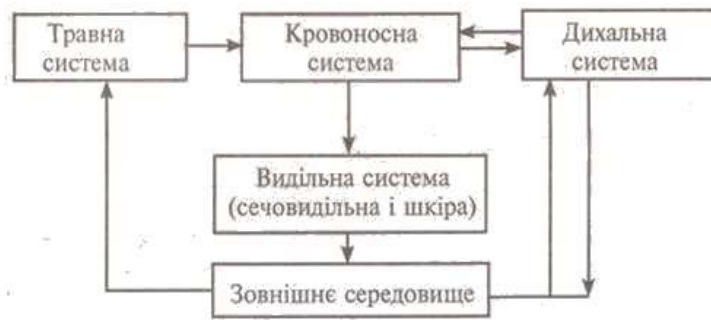 Травна
система
Кровоносна
система
Дихальна
система
Видільна система
(сечовидільна і шкіра)
Зовнішнє середовище